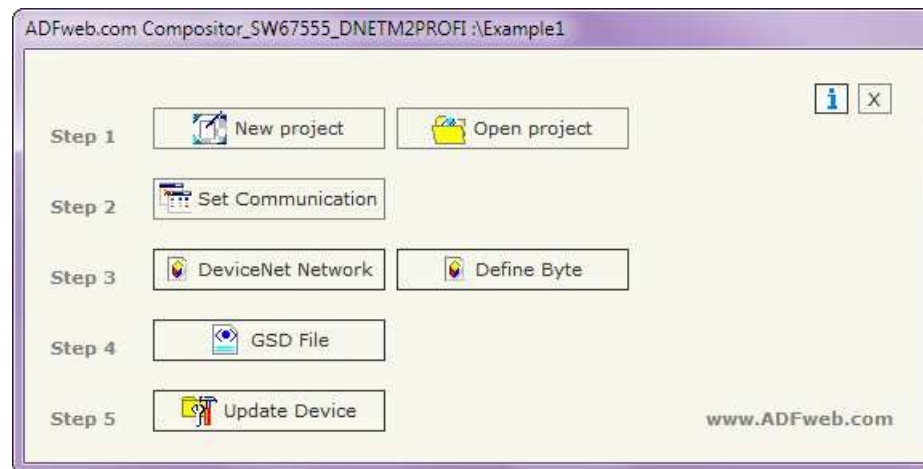 ADFweb.com Compositor_SW67555_DNETM2PROFI :\Example1
i X
Step 1 New project Open project
Step 2 Set Communication
Step 3 DeviceNet Network Define Byte
Step 4 GSD File
Step 5 Update Device www.ADFweb.com